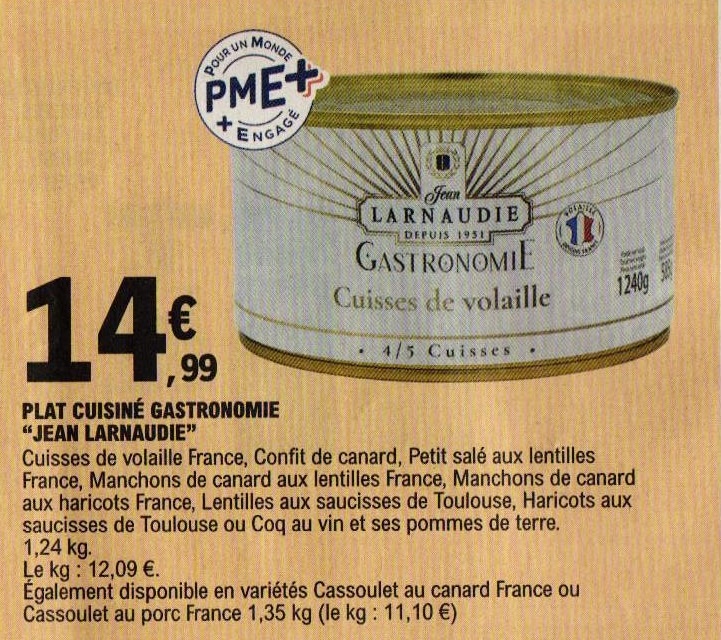 POUR UN MONDE
PME+
+ ENGAGÉ
Jean
LARNAUDIE
DEPUIS 1951
GASTRONOMIE
Cuisses de volaille
• 4/5 Cuisses •
VOLAILLE
1240g
14€,99
PLAT CUISINÉ GASTRONOMIE
“JEAN LARNAUDIE”
Cuisses de volaille France, Confit de canard, Petit salé aux lentilles
France, Manchons de canard aux lentilles France, Manchons de canard
aux haricots France, Lentilles aux saucisses de Toulouse, Haricots aux
saucisses de Toulouse ou Coq au vin et ses pommes de terre.
1,24 kg.
Le kg : 12,09 €.
Également disponible en variétés Cassoulet au canard France ou
Cassoulet au porc France 1,35 kg (le kg : 11,10 €)